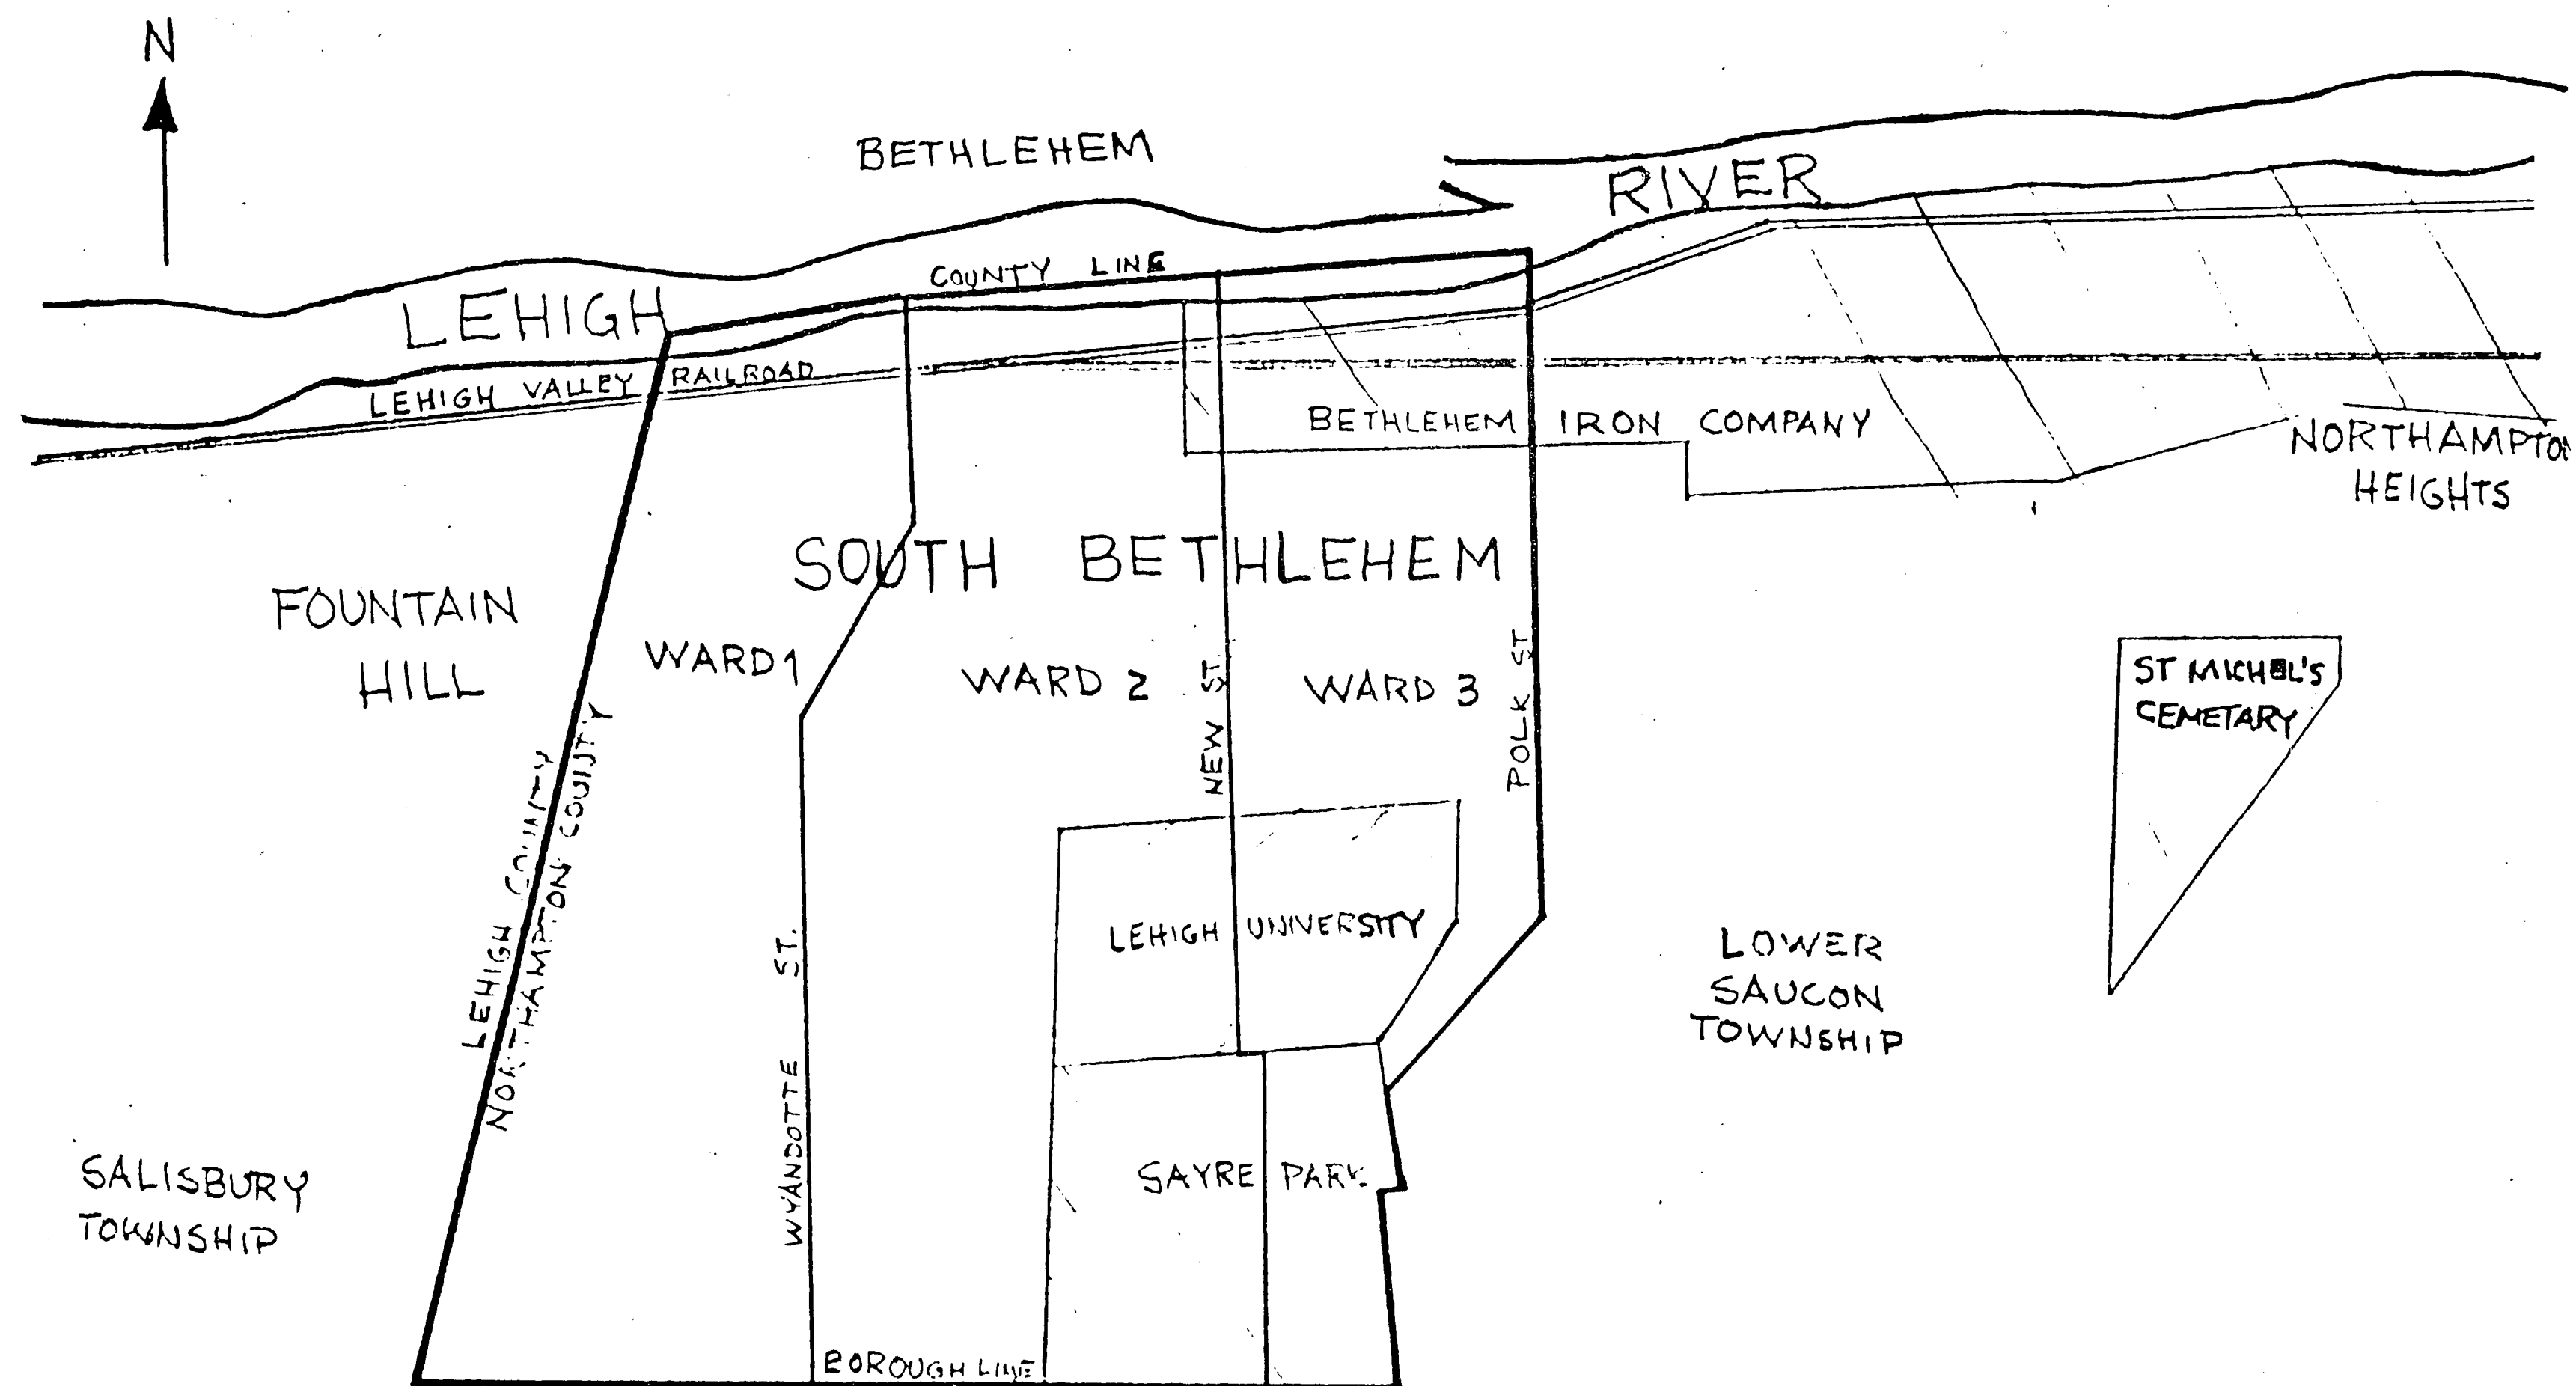 N
BETHLEHEM
RIVER
COUNTY LINE
LEHIGH
LEHIGH VALLEY RAILROAD
BETHLEHEM IRON COMPANY
NORTHAMPTON
HEIGHTS
SOUTH BETHLEHEM
FOUNTAIN
HILL
WARD 1
WARD 2
NEW ST.
WARD 3
POLK ST
ST MICHEL'S
CEMETARY
LEHIGH COUNTY
NORTHAMPTON COUNTY
WYANDOTTE ST.
LEHIGH UNIVERSITY
LOWER
SAUCON
TOWNSHIP
SALISBURY
TOWNSHIP
SAYRE PARK
BOROUGH LINE